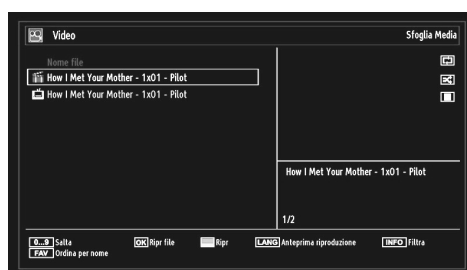 Video Sfoglia Media
Nome file
How I Met Your Mother - 1x01 - Pilot
How I Met Your Mother - 1x01 - Pilot
How I Met Your Mother - 1x01 - Pilot
1/2
0...9 Salta OK Ripr file Ripr LANG Anteprima riproduzione INFO Filtra
FAV Ordina per nome